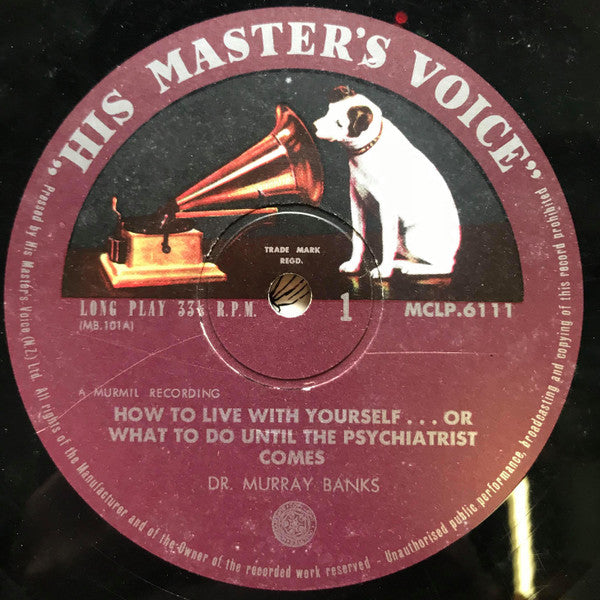 "HIS MASTER'S VOICE"
TRADE MARK
REGD.
LONG PLAY 33⅓ R.P.M.
(MB.101A)
1
MCLP.6111
A MURMIL RECORDING
HOW TO LIVE WITH YOURSELF . . . OR
WHAT TO DO UNTIL THE PSYCHIATRIST
COMES
DR. MURRAY BANKS
Pressed by His Master's Voice (N.Z.) Ltd. All rights of the Manufacturer and of the Owner of the recorded work reserved - Unauthorised public performance, broadcasting and copying of this record prohibited